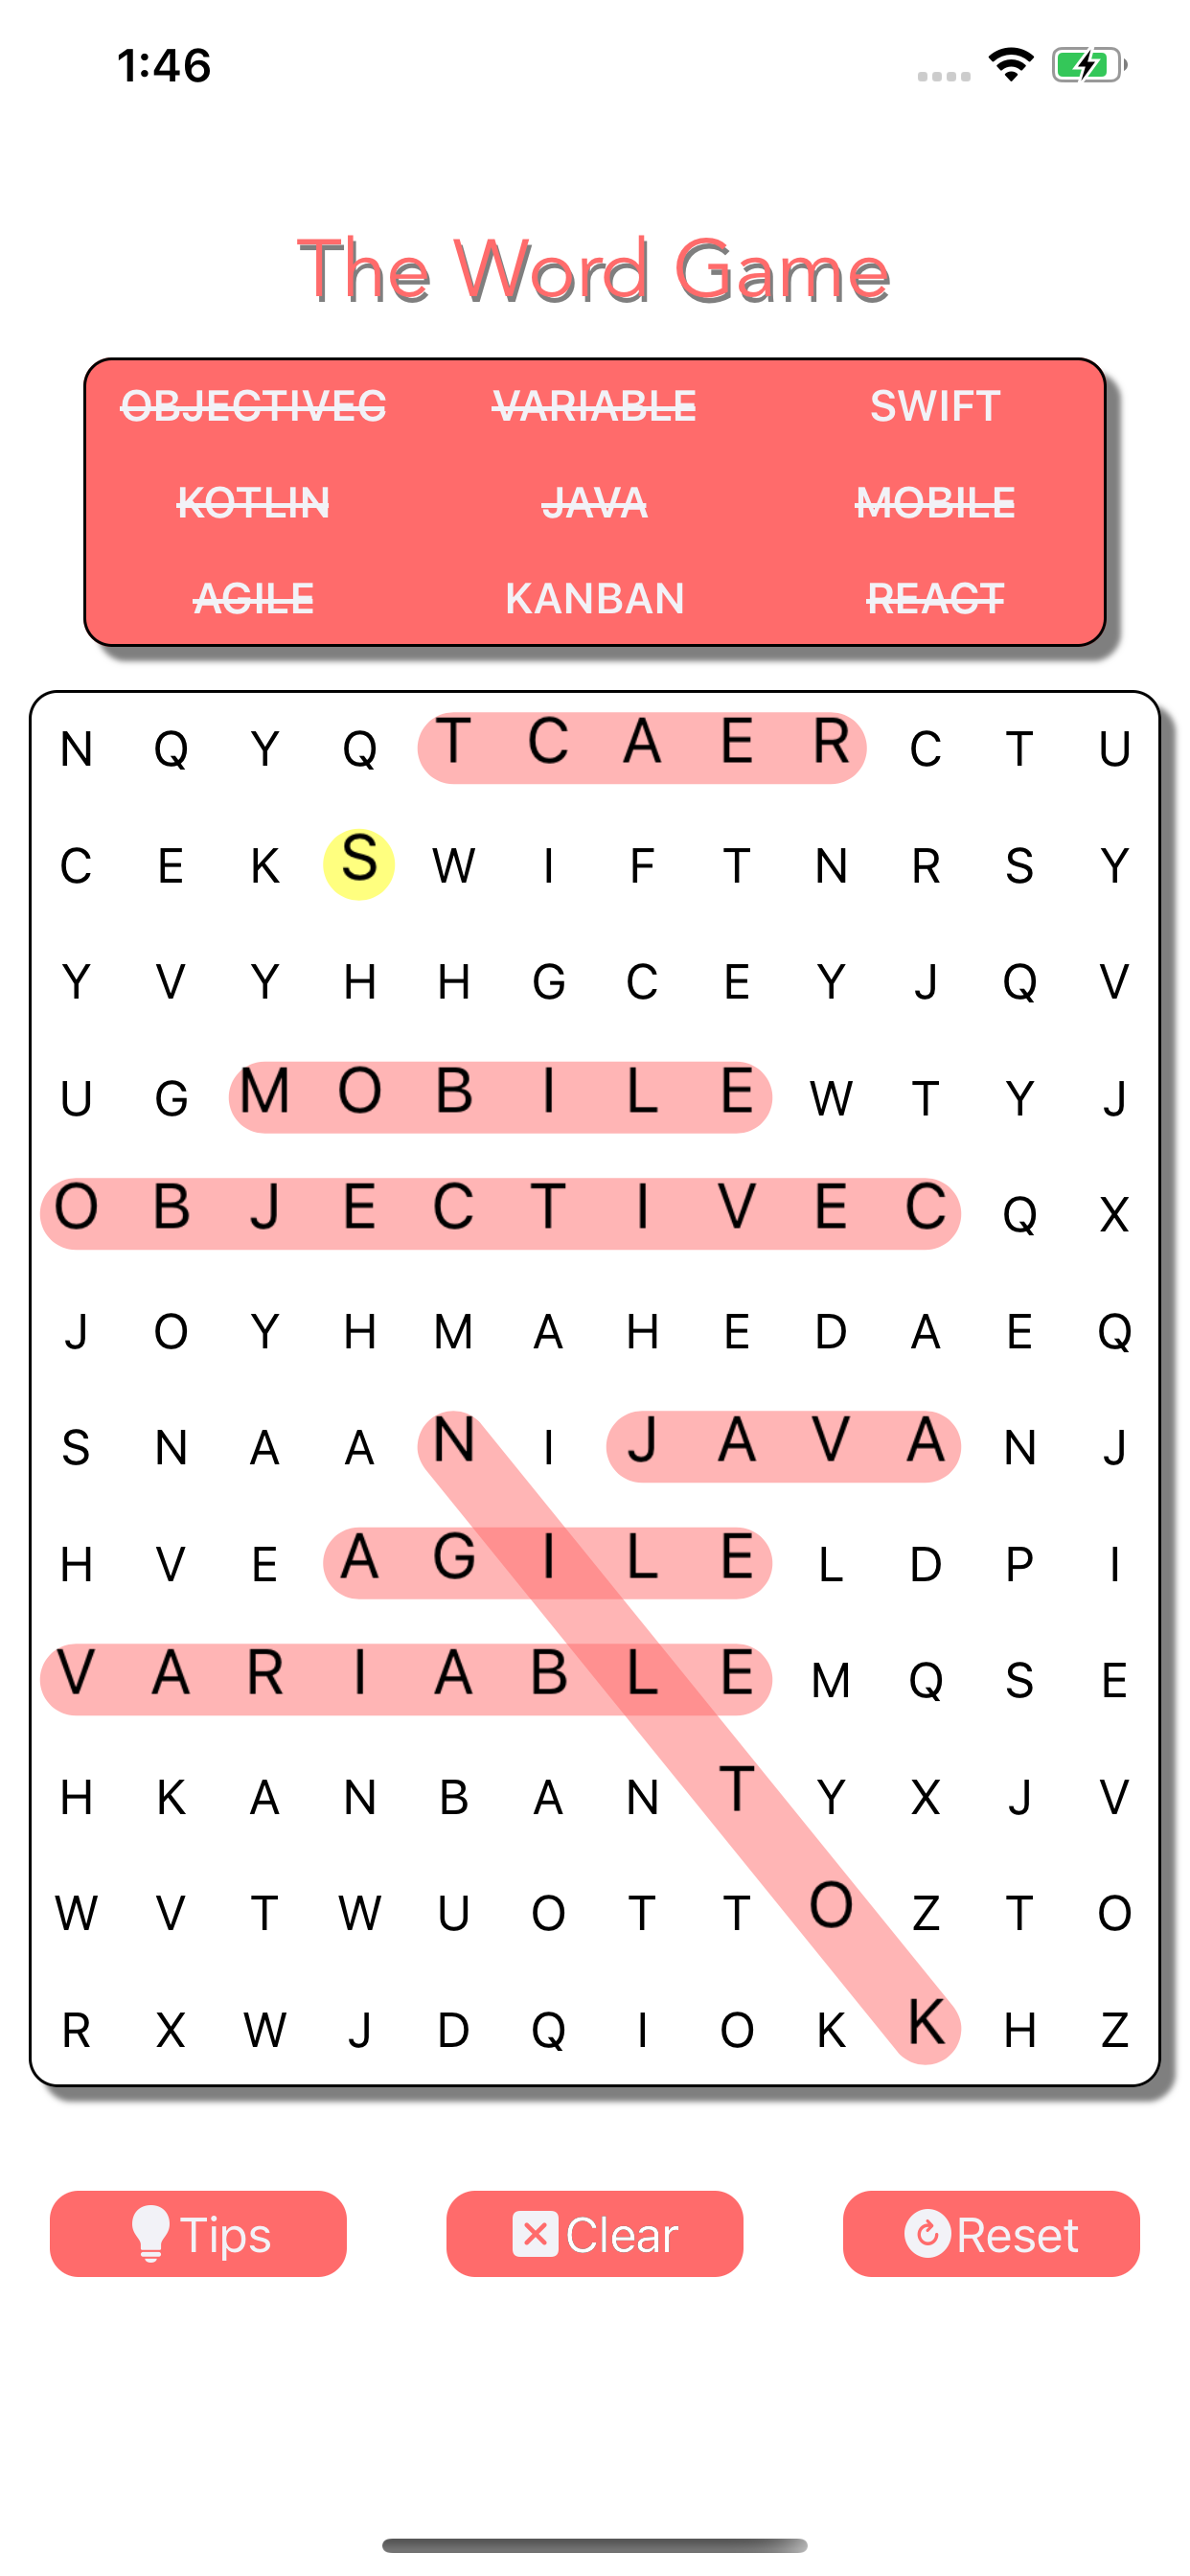 1:46
The Word Game
OBJECTIVEC VARIABLE SWIFT
KOTLIN JAVA MOBILE
AGILE KANBAN REACT
N Q Y Q T C A E R C T U
C E K S W I F T N R S Y
Y V Y H H G C E Y J Q V
U G M O B I L E W T Y J
O B J E C T I V E C Q X
J O Y H M A H E D A E Q
S N A A N I J A V A N J
H V E A G I L E L D P I
V A R I A B L E M Q S E
H K A N B A N T Y X J V
W V T W U O T T O Z T O
R X W J D Q I O K K H Z
Tips Clear Reset